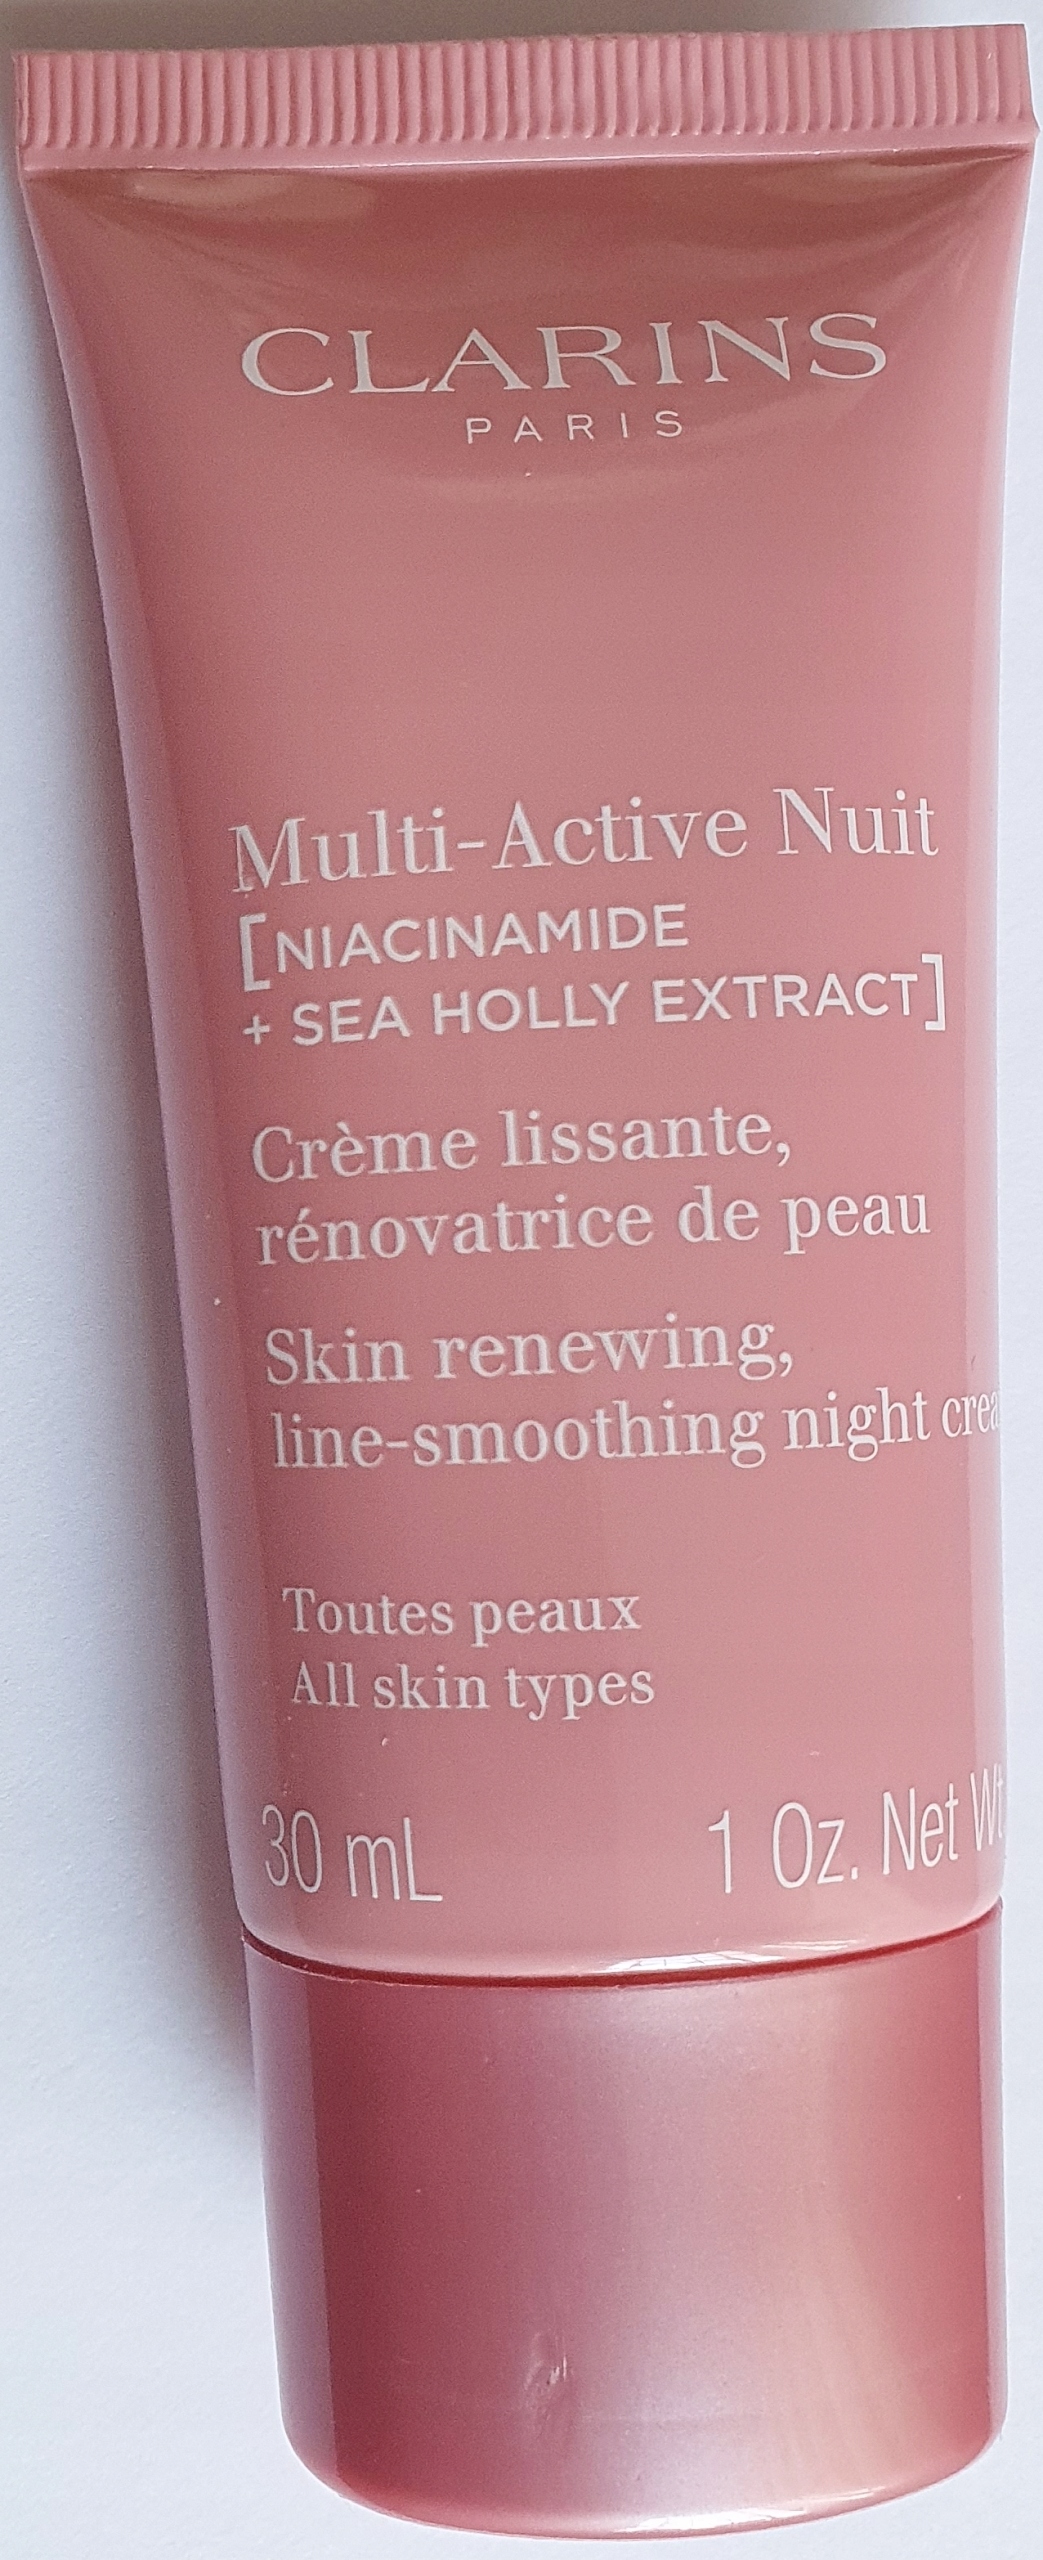 CLARINS
PARIS
Multi-Active Nuit
[NIACINAMIDE
+ SEA HOLLY EXTRACT]
Crème lissante,
rénovatrice de peau
Skin renewing,
line-smoothing night
Toutes peaux
All skin types
30 mL
1 Oz. Net Wt